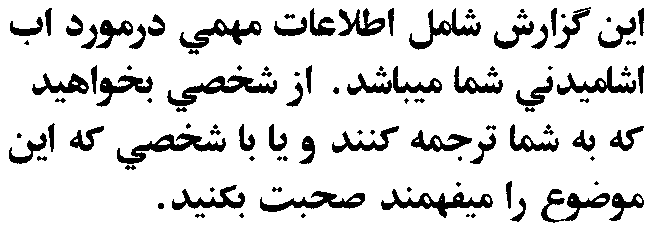 این گزارش شامل اطلاعات مهمي درمورد اب
اشاميدني شما ميباشد. از شخصي بخواهيد
که به شما ترجمه کنند و يا با شخصي که اين
موضوع را ميفهمند صحبت بکنيد.